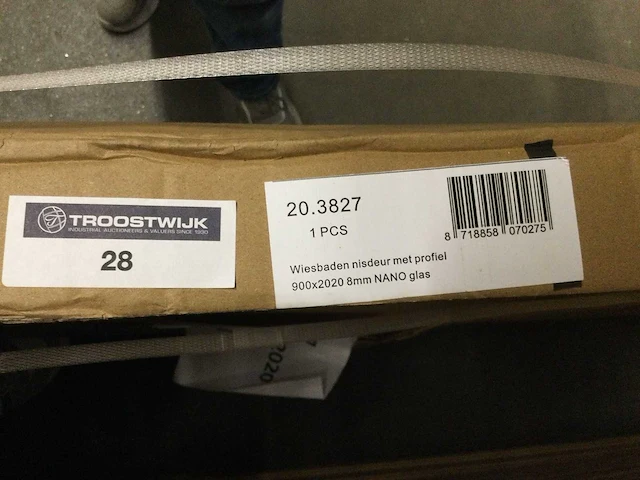 TROOSTWIJK
INDUSTRIAL AUCTIONEERS & VALUERS SINCE 1930
28
20.3827
1 PCS
8 718858 070275
Wiesbaden nisdeur met profiel
900x2020 8mm NANO glas
2020